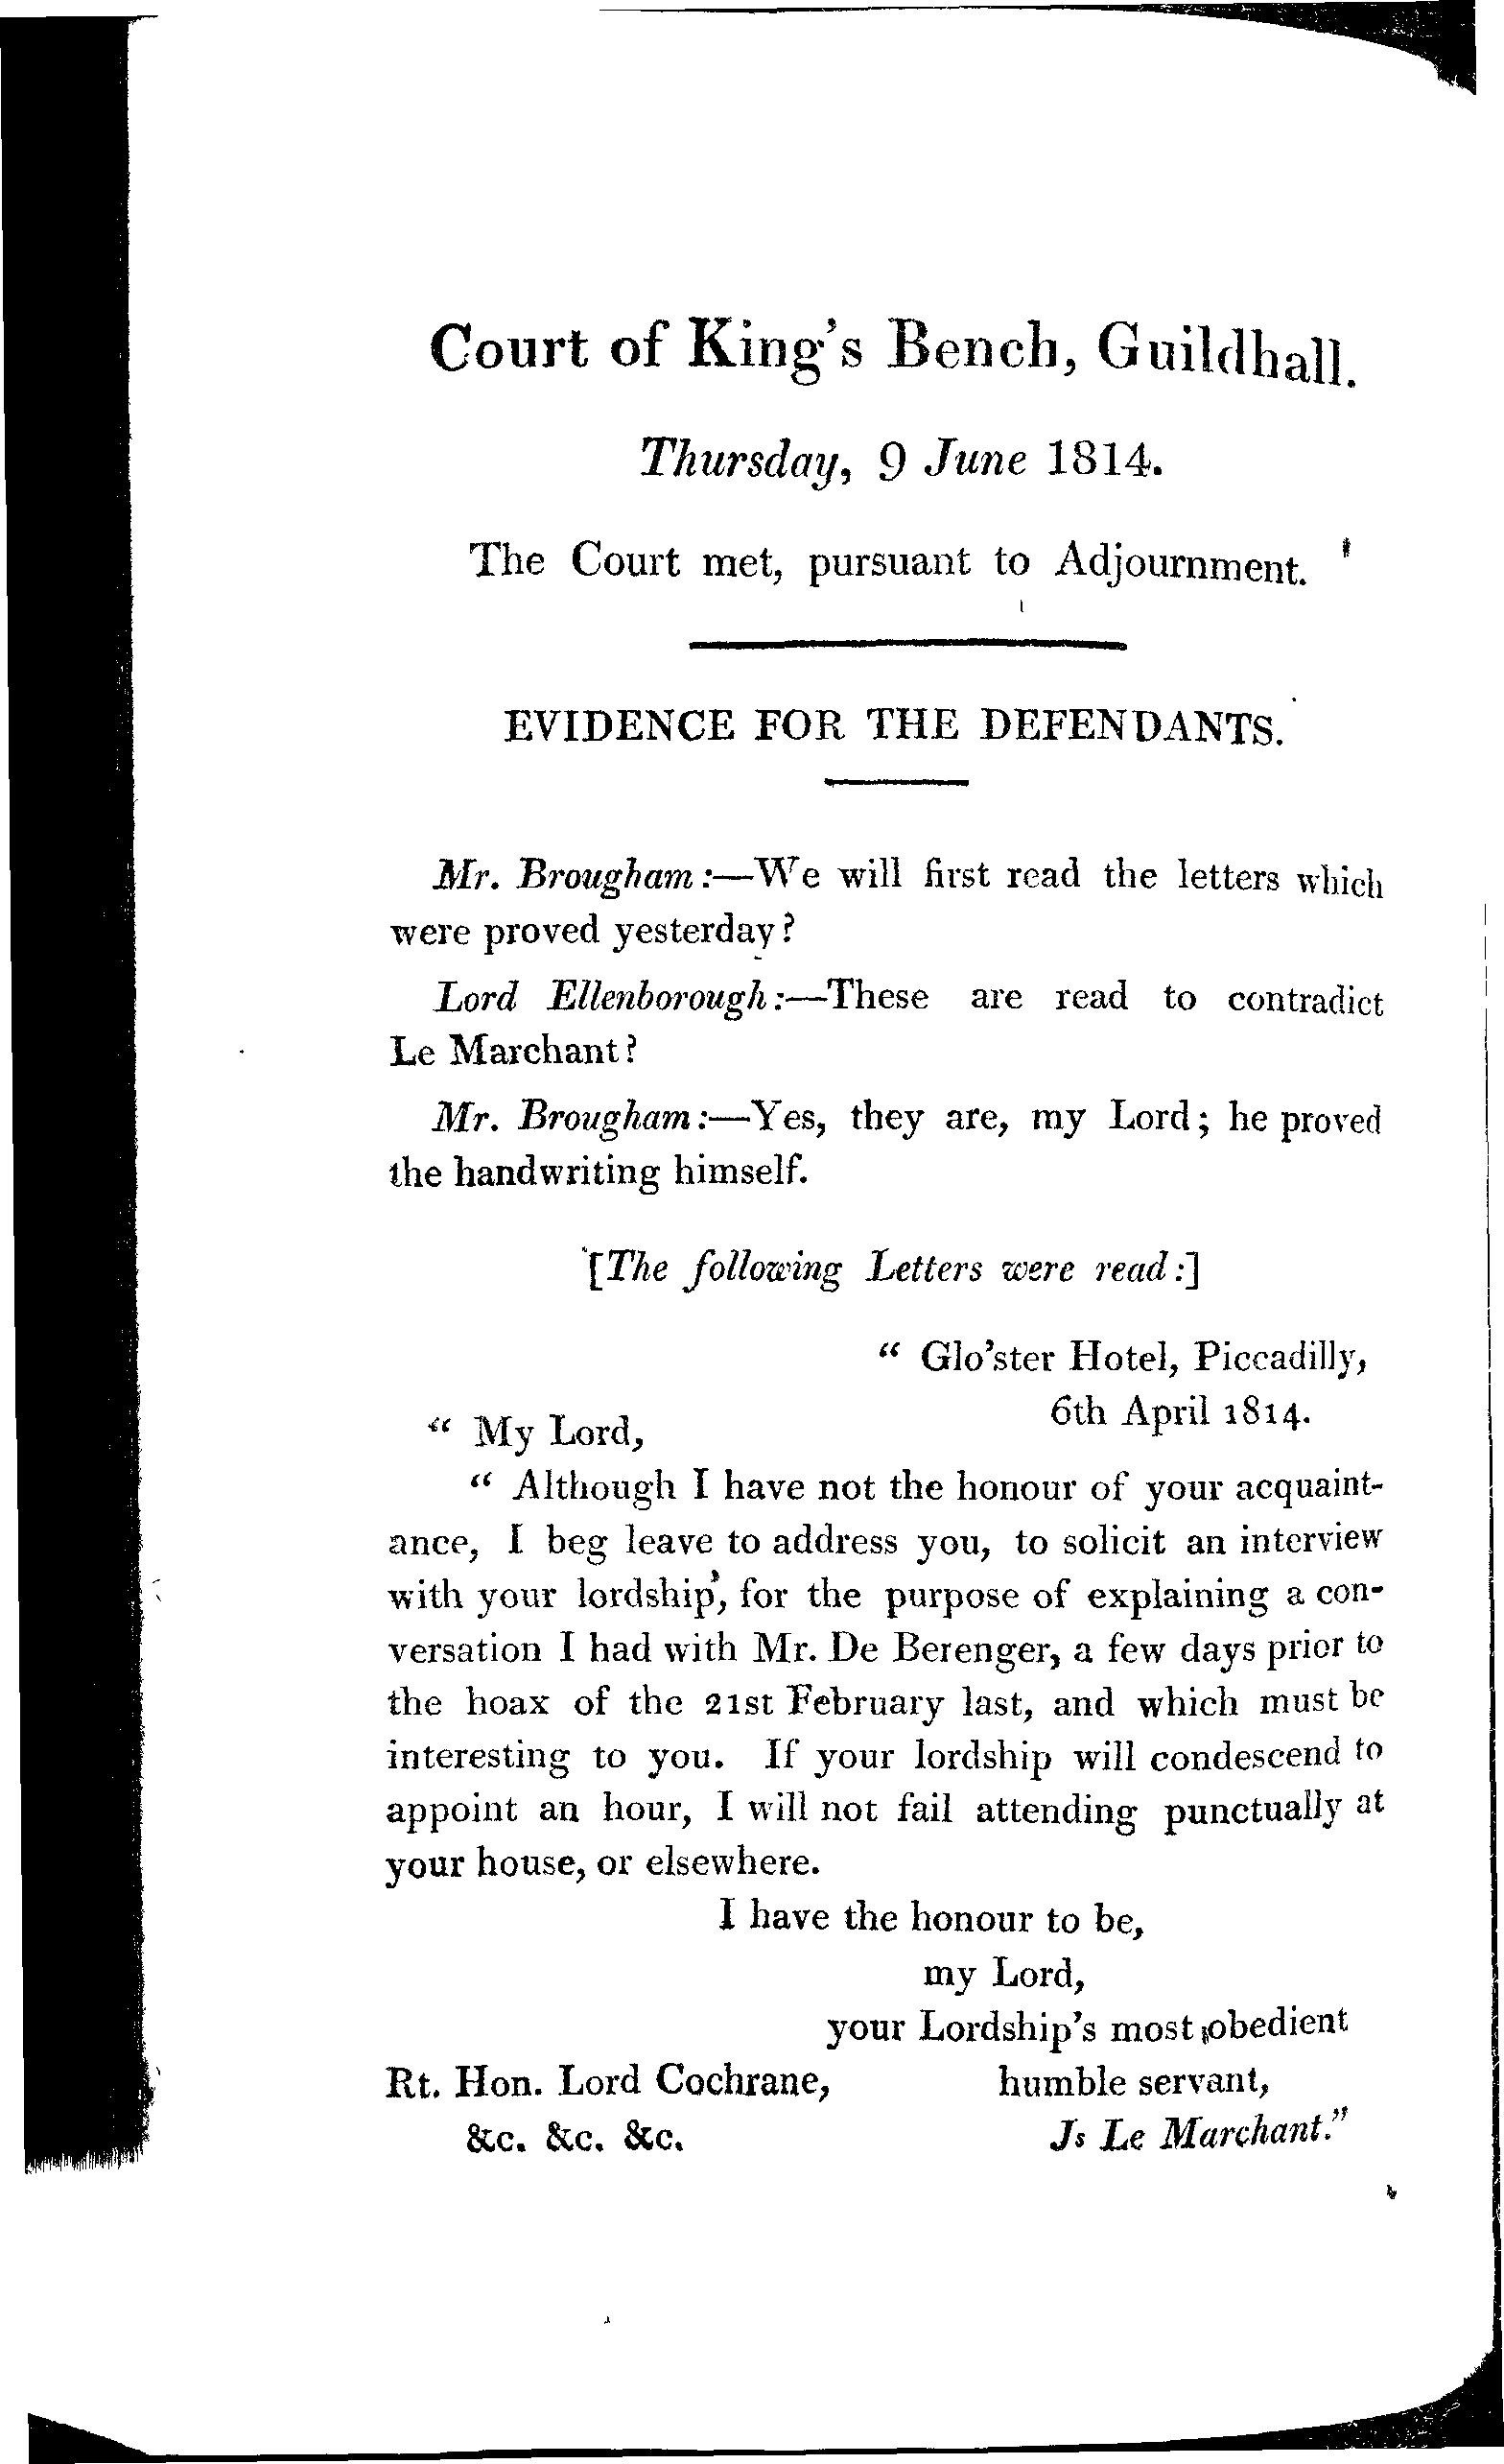 Court of King's Bench, Guildhall.
Thursday, 9 June 1814.
The Court met, pursuant to Adjournment.
EVIDENCE FOR THE DEFENDANTS.
Mr. Brougham:—We will first read the letters which
were proved yesterday?
Lord Ellenborough:—These are read to contradict
Le Marchant?
Mr. Brougham:—Yes, they are, my Lord; he proved
the handwriting himself.
[The following Letters were read:]
“ Glo'ster Hotel, Piccadilly,
6th April 1814.
“ My Lord,
“ Although I have not the honour of your acquaint-
ance, I beg leave to address you, to solicit an interview
with your lordship, for the purpose of explaining a con-
versation I had with Mr. De Berenger, a few days prior to
the hoax of the 21st February last, and which must be
interesting to you. If your lordship will condescend to
appoint an hour, I will not fail attending punctually at
your house, or elsewhere.
I have the honour to be,
my Lord,
your Lordship's most obedient
Rt. Hon. Lord Cochrane, humble servant,
&c. &c. &c. Js Le Marchant.”